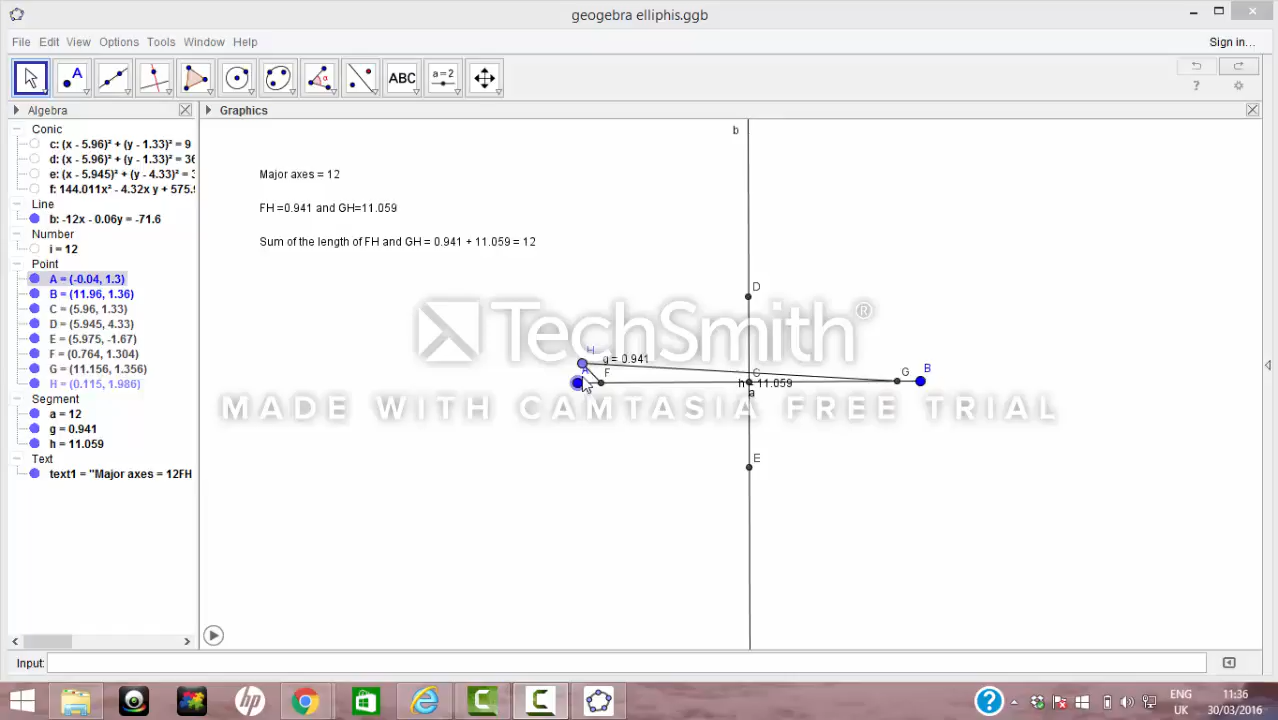 geogebra elliphis.ggb
File Edit View Options Tools Window Help
Sign in...
A
α
ABC
a=2
?
Algebra
Graphics
Conic
c: (x - 5.96)² + (y - 1.33)² = 9
d: (x - 5.96)² + (y - 1.33)² = 36
e: (x - 5.945)² + (y - 4.33)² =
f: 144.011x² - 4.32x y + 575.9
Line
b: -12x - 0.06y = -71.6
Number
i = 12
Point
A = (-0.04, 1.3)
B = (11.96, 1.36)
C = (5.96, 1.33)
D = (5.945, 4.33)
E = (5.975, -1.67)
F = (0.764, 1.304)
G = (11.156, 1.356)
H = (0.115, 1.986)
Segment
a = 12
g = 0.941
h = 11.059
Text
text1 = "Major axes = 12FH
b
Major axes = 12
FH =0.941 and GH=11.059
Sum of the length of FH and GH = 0.941 + 11.059 = 12
D
TechSmith®
H
g = 0.941
A
F
C
G
B
h = 11.059
a
MADE WITH CAMTASIA FREE TRIAL
E
Input:
hp
?
ENG
UK
11:36
30/03/2016